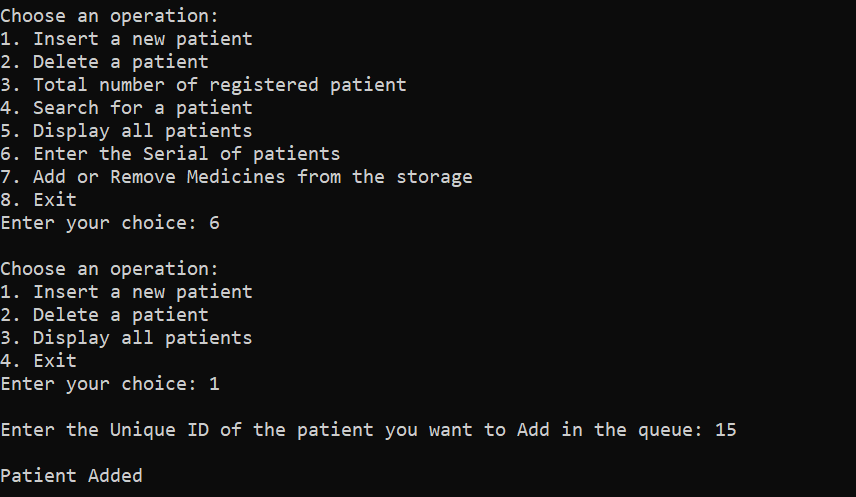 Choose an operation:
1. Insert a new patient
2. Delete a patient
3. Total number of registered patient
4. Search for a patient
5. Display all patients
6. Enter the Serial of patients
7. Add or Remove Medicines from the storage
8. Exit
Enter your choice: 6
Choose an operation:
1. Insert a new patient
2. Delete a patient
3. Display all patients
4. Exit
Enter your choice: 1
Enter the Unique ID of the patient you want to Add in the queue: 15
Patient Added